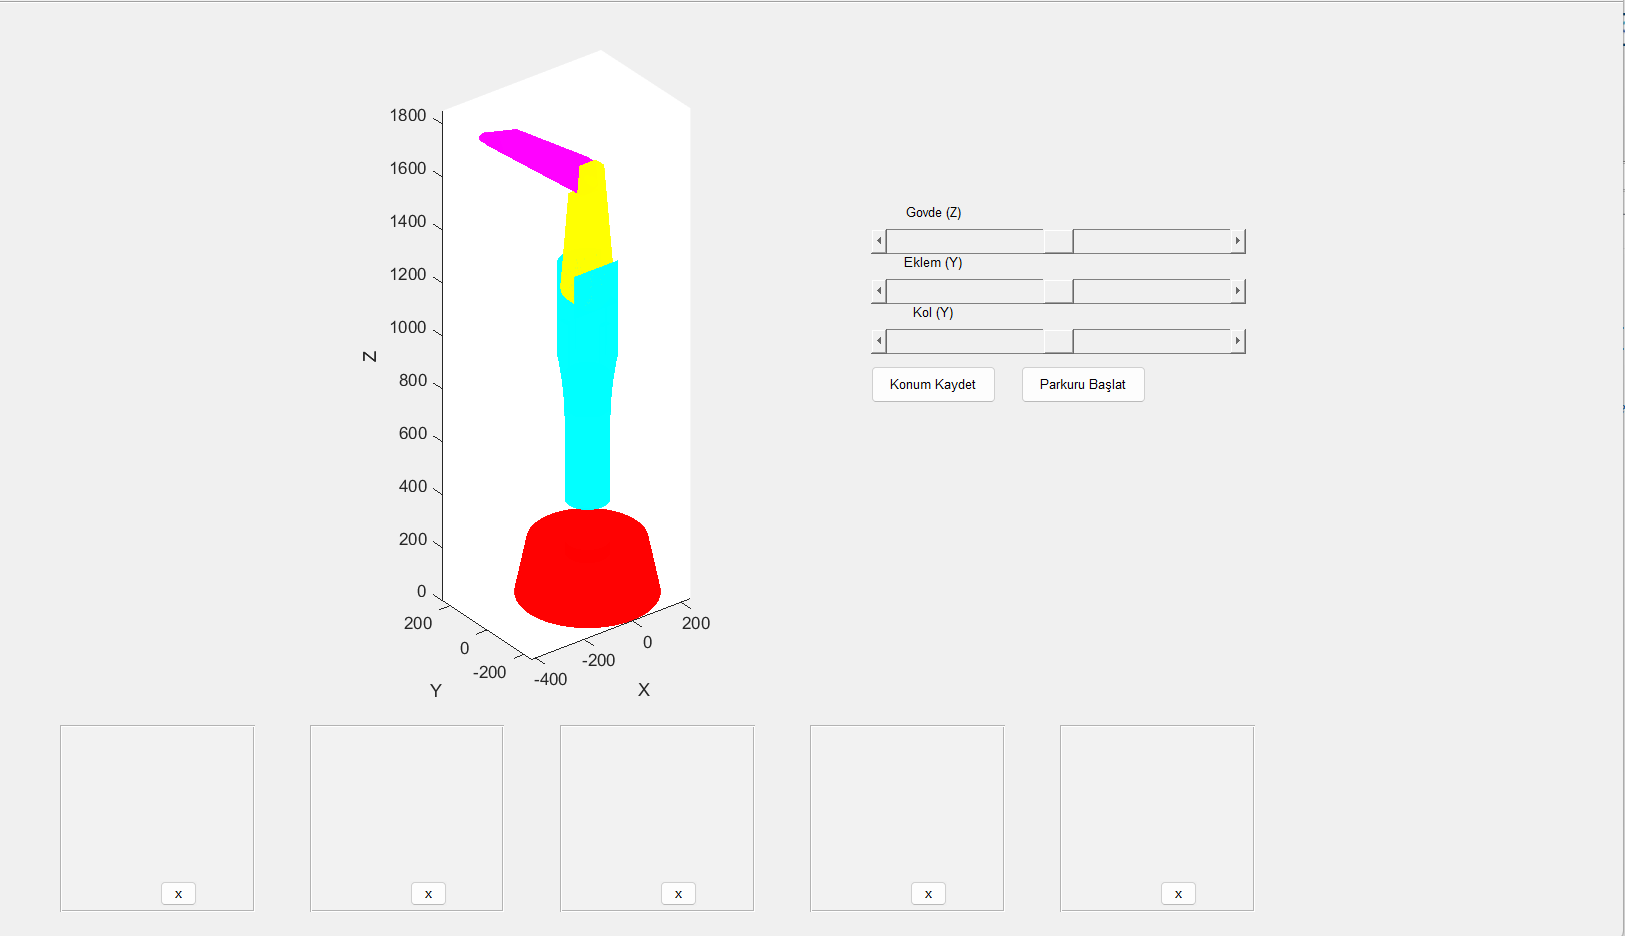 1800
1600
1400
1200
1000
800
600
400
200
0
Z
200
0
-200
Y
-400
-200
0
200
X
Govde (Z)
Eklem (Y)
Kol (Y)
Konum Kaydet
Parkuru Başlat
x
x
x
x
x